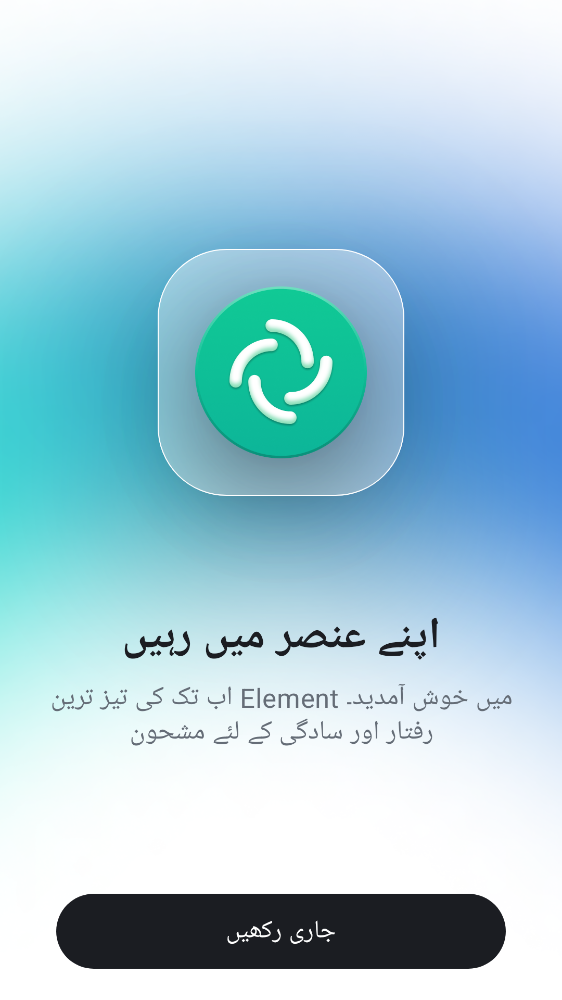 اپنے عنصر میں رہیں
میں خوش آمدید۔ Element اب تک کی تیز ترین
رفتار اور سادگی کے لئے مشحون
جاری رکھیں